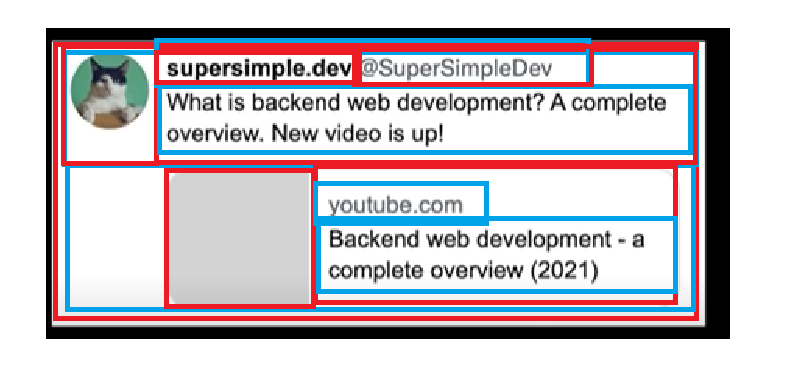 supersimple.dev @SuperSimpleDev
What is backend web development? A complete
overview. New video is up!
youtube.com
Backend web development - a
complete overview (2021)